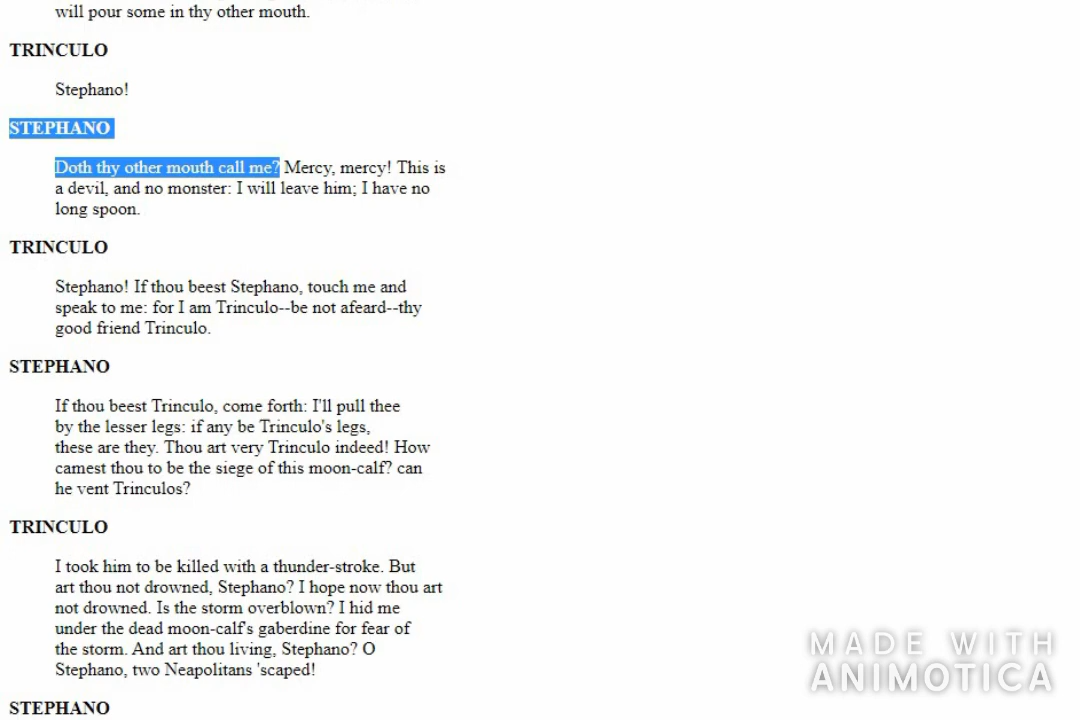 will pour some in thy other mouth.
TRINCULO
Stephano!
STEPHANO
Doth thy other mouth call me? Mercy, mercy! This is
a devil, and no monster: I will leave him; I have no
long spoon.
TRINCULO
Stephano! If thou beest Stephano, touch me and
speak to me: for I am Trinculo--be not afeard--thy
good friend Trinculo.
STEPHANO
If thou beest Trinculo, come forth: I'll pull thee
by the lesser legs: if any be Trinculo's legs,
these are they. Thou art very Trinculo indeed! How
camest thou to be the siege of this moon-calf? can
he vent Trinculos?
TRINCULO
I took him to be killed with a thunder-stroke. But
art thou not drowned, Stephano? I hope now thou art
not drowned. Is the storm overblown? I hid me
under the dead moon-calf's gaberdine for fear of
the storm. And art thou living, Stephano? O
Stephano, two Neapolitans 'scaped!
STEPHANO
MADE WITH
ANIMOTICA